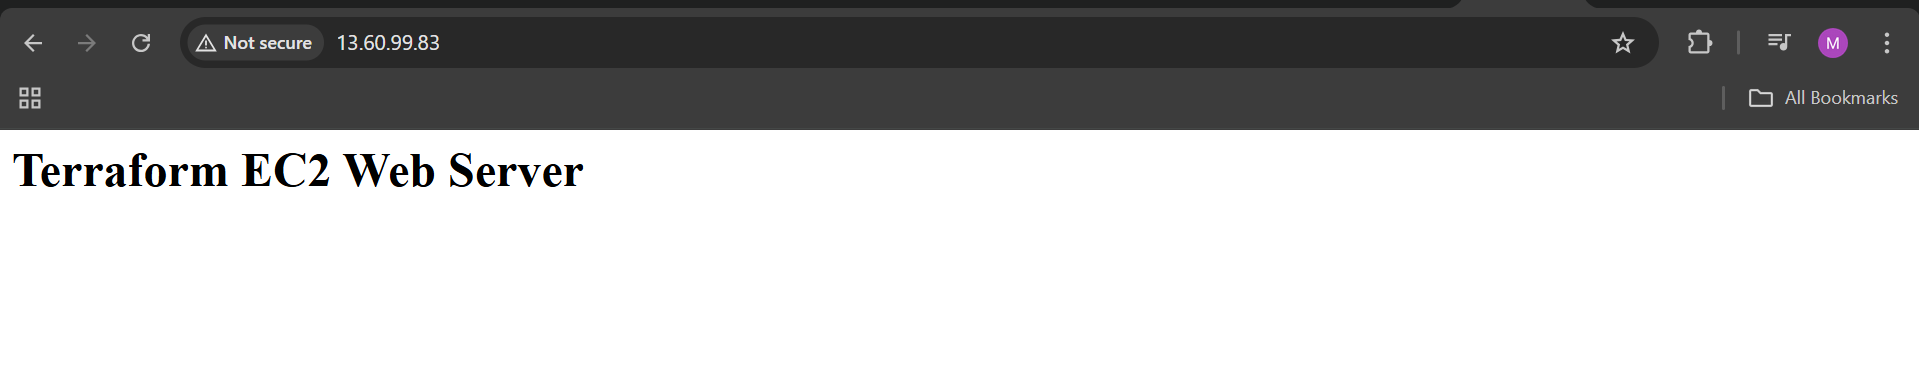 Not secure 13.60.99.83 M
All Bookmarks
Terraform EC2 Web Server